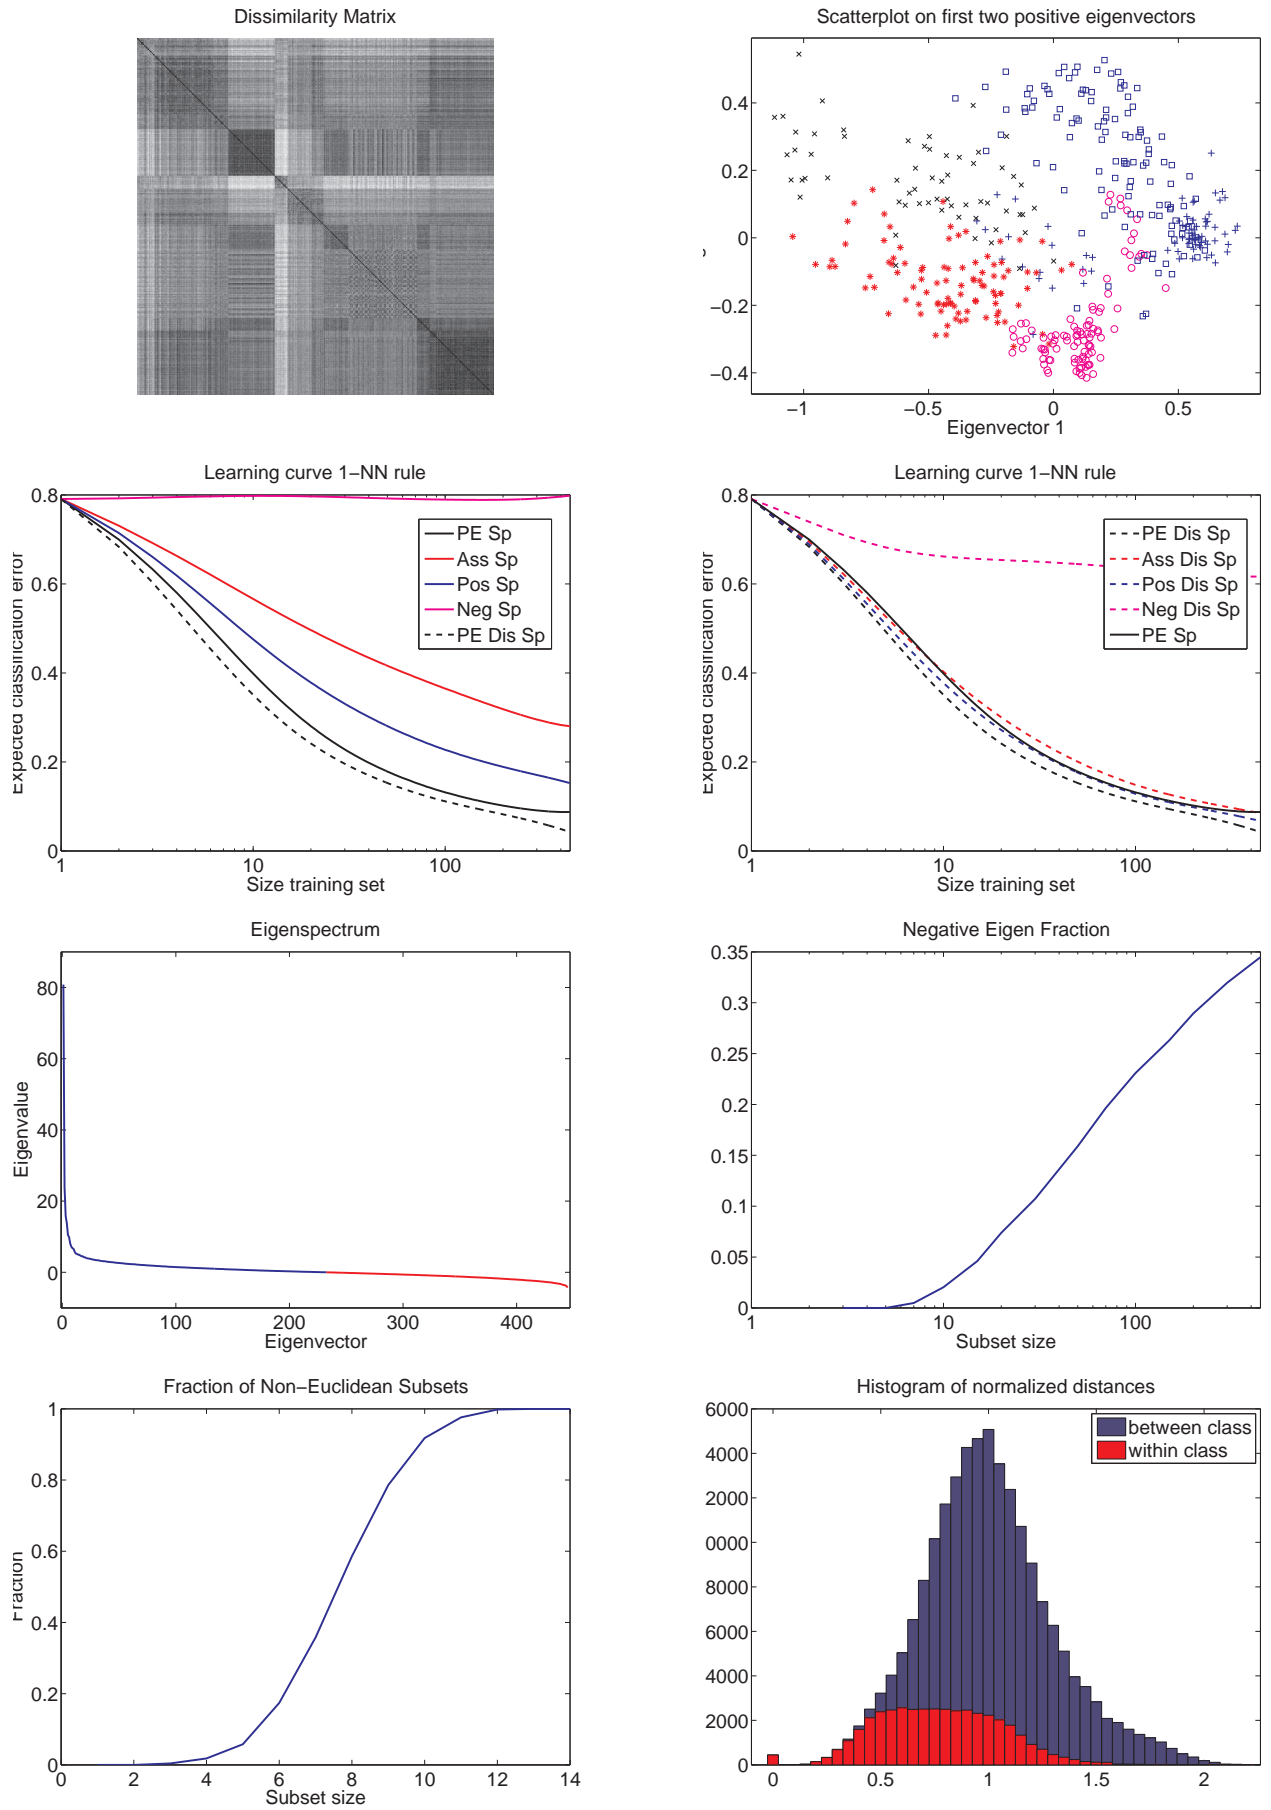 Dissimilarity Matrix
Scatterplot on first two positive eigenvectors
0.4
0.2
0
−0.2
−0.4
−1
−0.5
0
0.5
Eigenvector 1
Learning curve 1−NN rule
Expected classification error
0.8
0.6
0.4
0.2
0
1
10
100
Size training set
PE Sp
Ass Sp
Pos Sp
Neg Sp
PE Dis Sp
Learning curve 1−NN rule
Expected classification error
0.8
0.6
0.4
0.2
0
1
10
100
Size training set
PE Dis Sp
Ass Dis Sp
Pos Dis Sp
Neg Dis Sp
PE Sp
Eigenspectrum
Eigenvalue
80
60
40
20
0
0
100
200
300
400
Eigenvector
Negative Eigen Fraction
0.35
0.3
0.25
0.2
0.15
0.1
0.05
0
1
10
100
Subset size
Fraction of Non−Euclidean Subsets
Fraction
1
0.8
0.6
0.4
0.2
0
0
2
4
6
8
10
12
14
Subset size
Histogram of normalized distances
6000
4000
2000
0000
8000
6000
4000
2000
0
0
0.5
1
1.5
2
between class
within class